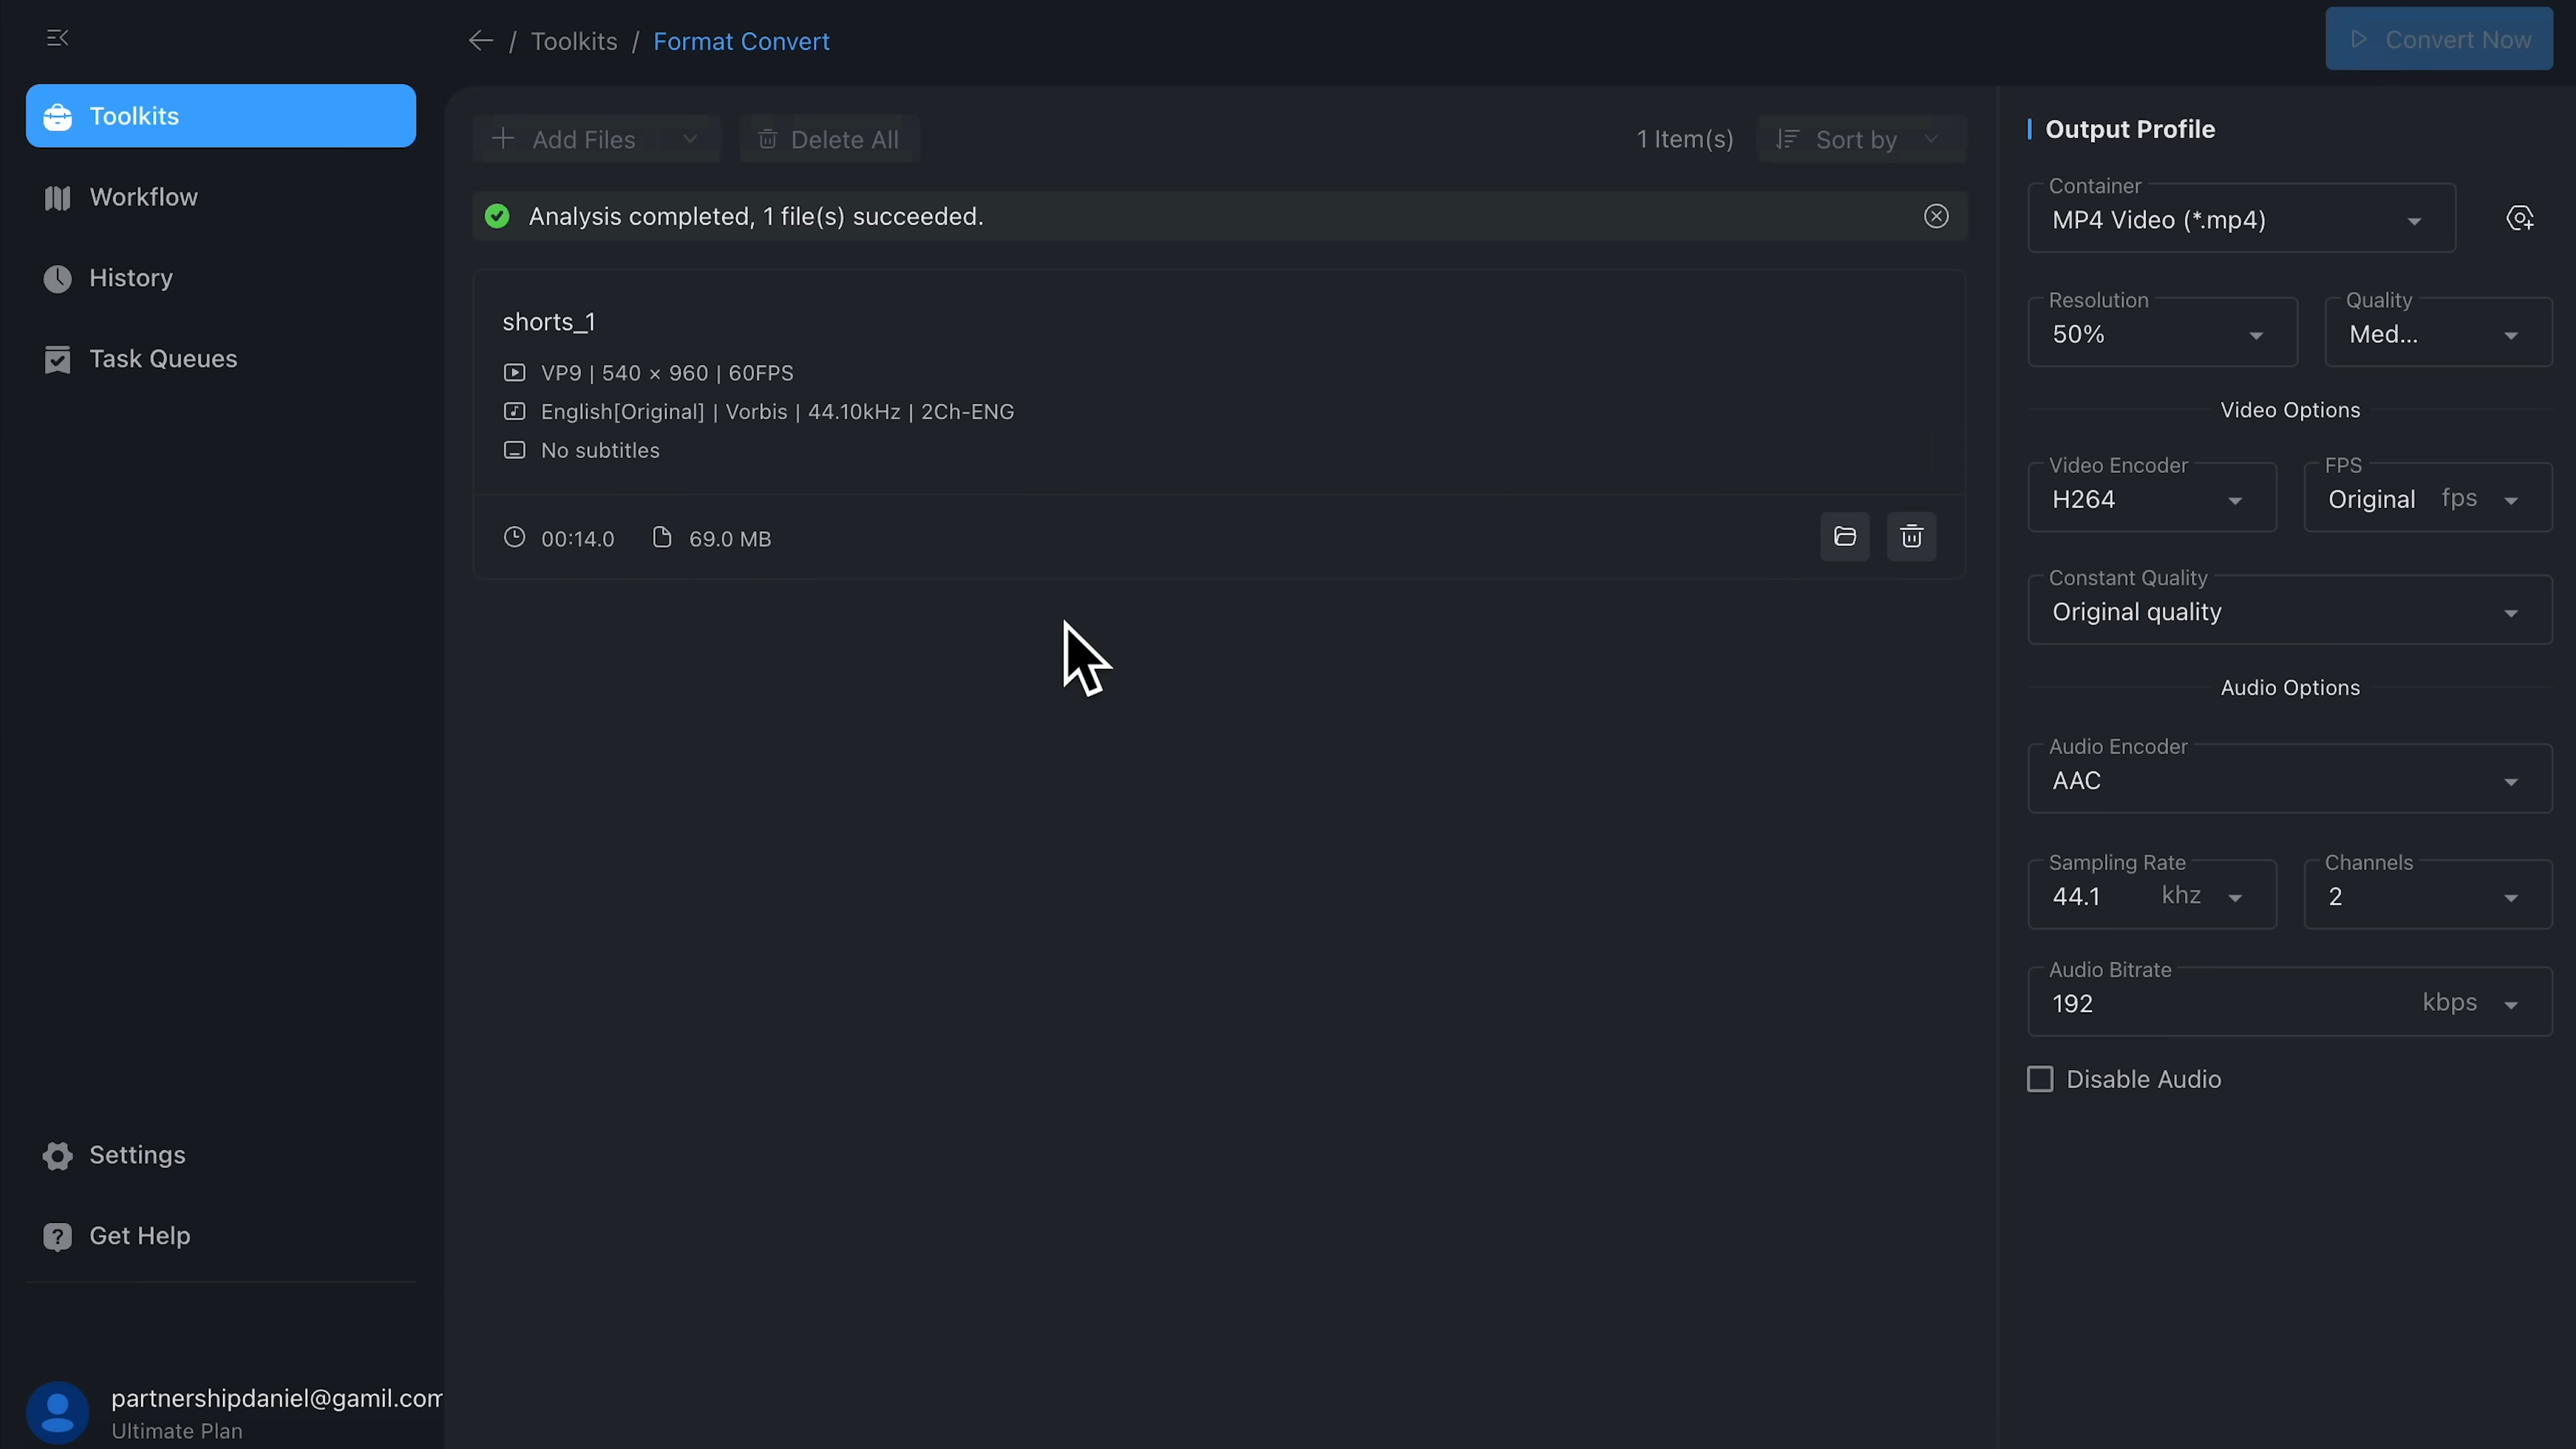 / Toolkits / Format Convert
Convert Now
Toolkits
Workflow
History
Task Queues
Settings
Get Help
partnershipdaniel@gamil.com
Ultimate Plan
Add Files
Delete All
1 Item(s)
Sort by
Analysis completed, 1 file(s) succeeded.
shorts_1
VP9 | 540 × 960 | 60FPS
English[Original] | Vorbis | 44.10kHz | 2Ch-ENG
No subtitles
00:14.0 69.0 MB
Output Profile
Container
MP4 Video (*.mp4)
Resolution Quality
50% Med...
Video Options
Video Encoder FPS
H264 Original fps
Constant Quality
Original quality
Audio Options
Audio Encoder
AAC
Sampling Rate Channels
44.1 khz 2
Audio Bitrate
192 kbps
Disable Audio